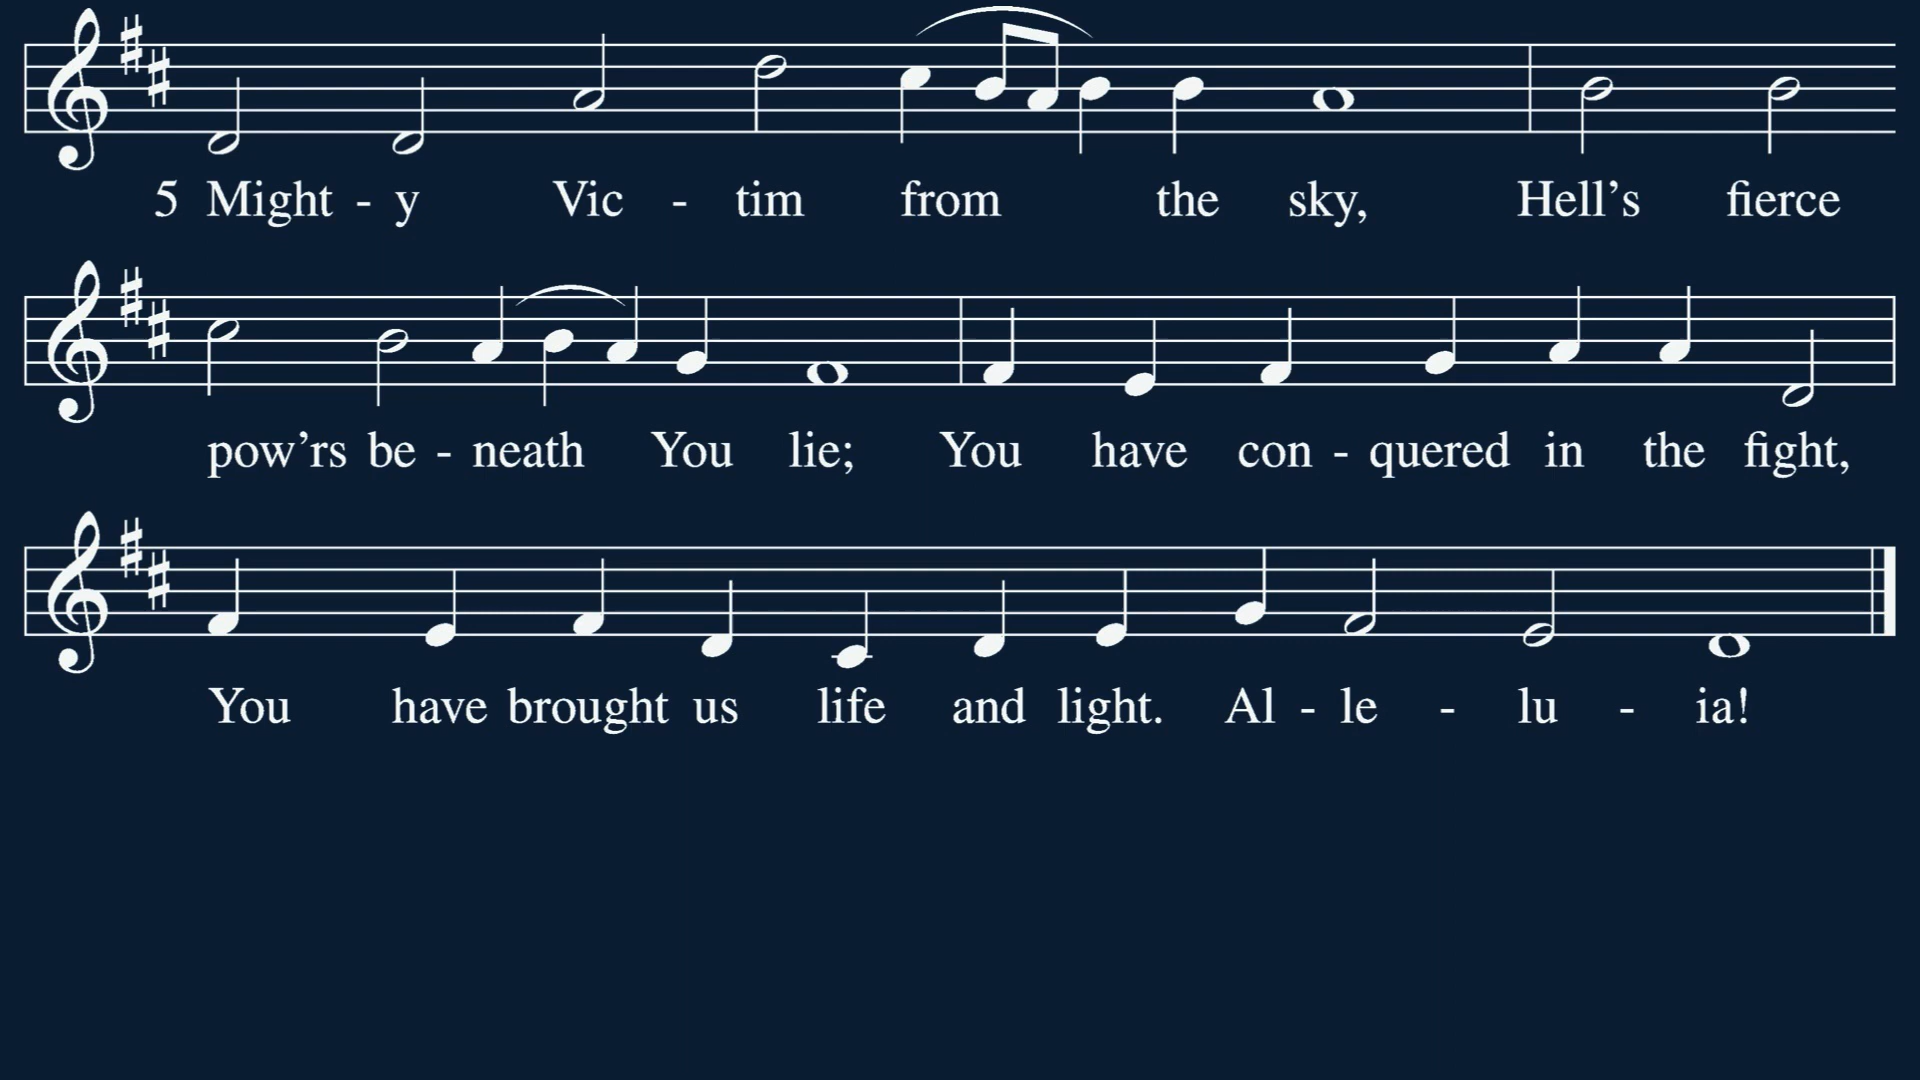 5 Might - y Vic - tim from the sky, Hell's fierce
pow'rs be - neath You lie; You have con - quered in the fight,
You have brought us life and light. Al - le - lu - ia!